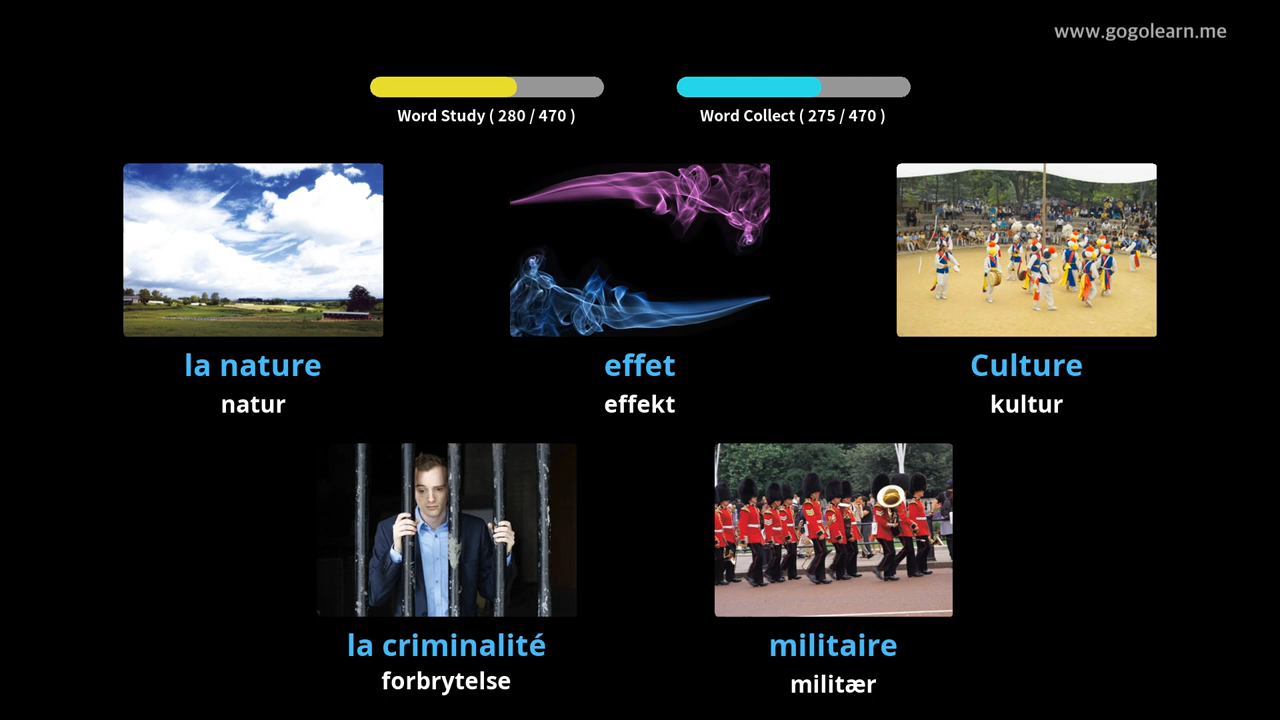 www.gogolearn.me
Word Study ( 280 / 470 )
Word Collect ( 275 / 470 )
la nature
natur
effet
effekt
Culture
kultur
la criminalité
forbrytelse
militaire
militær